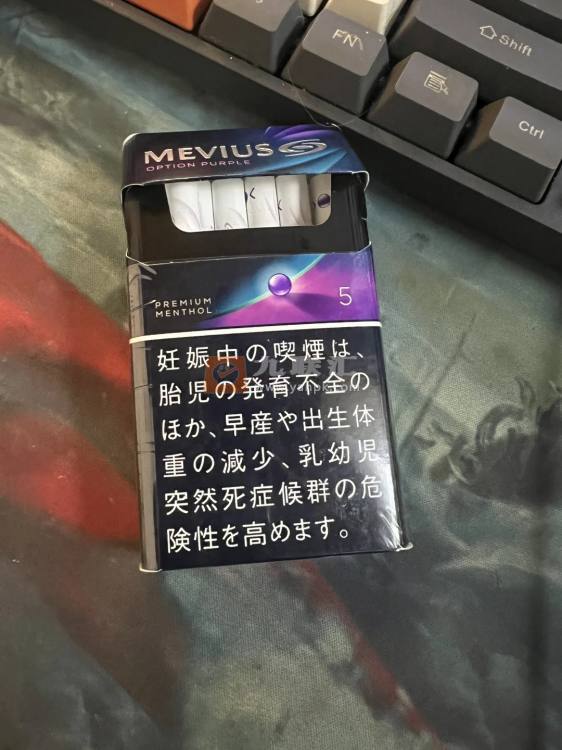 Fn
Shift
Ctrl
MEVIUS
OPTION PURPLE
PREMIUM
MENTHOL
5
妊娠中の喫煙は、
胎児の発育不全の
ほか、早産や出生体
重の減少、乳幼児
突然死症候群の危
険性を高めます。